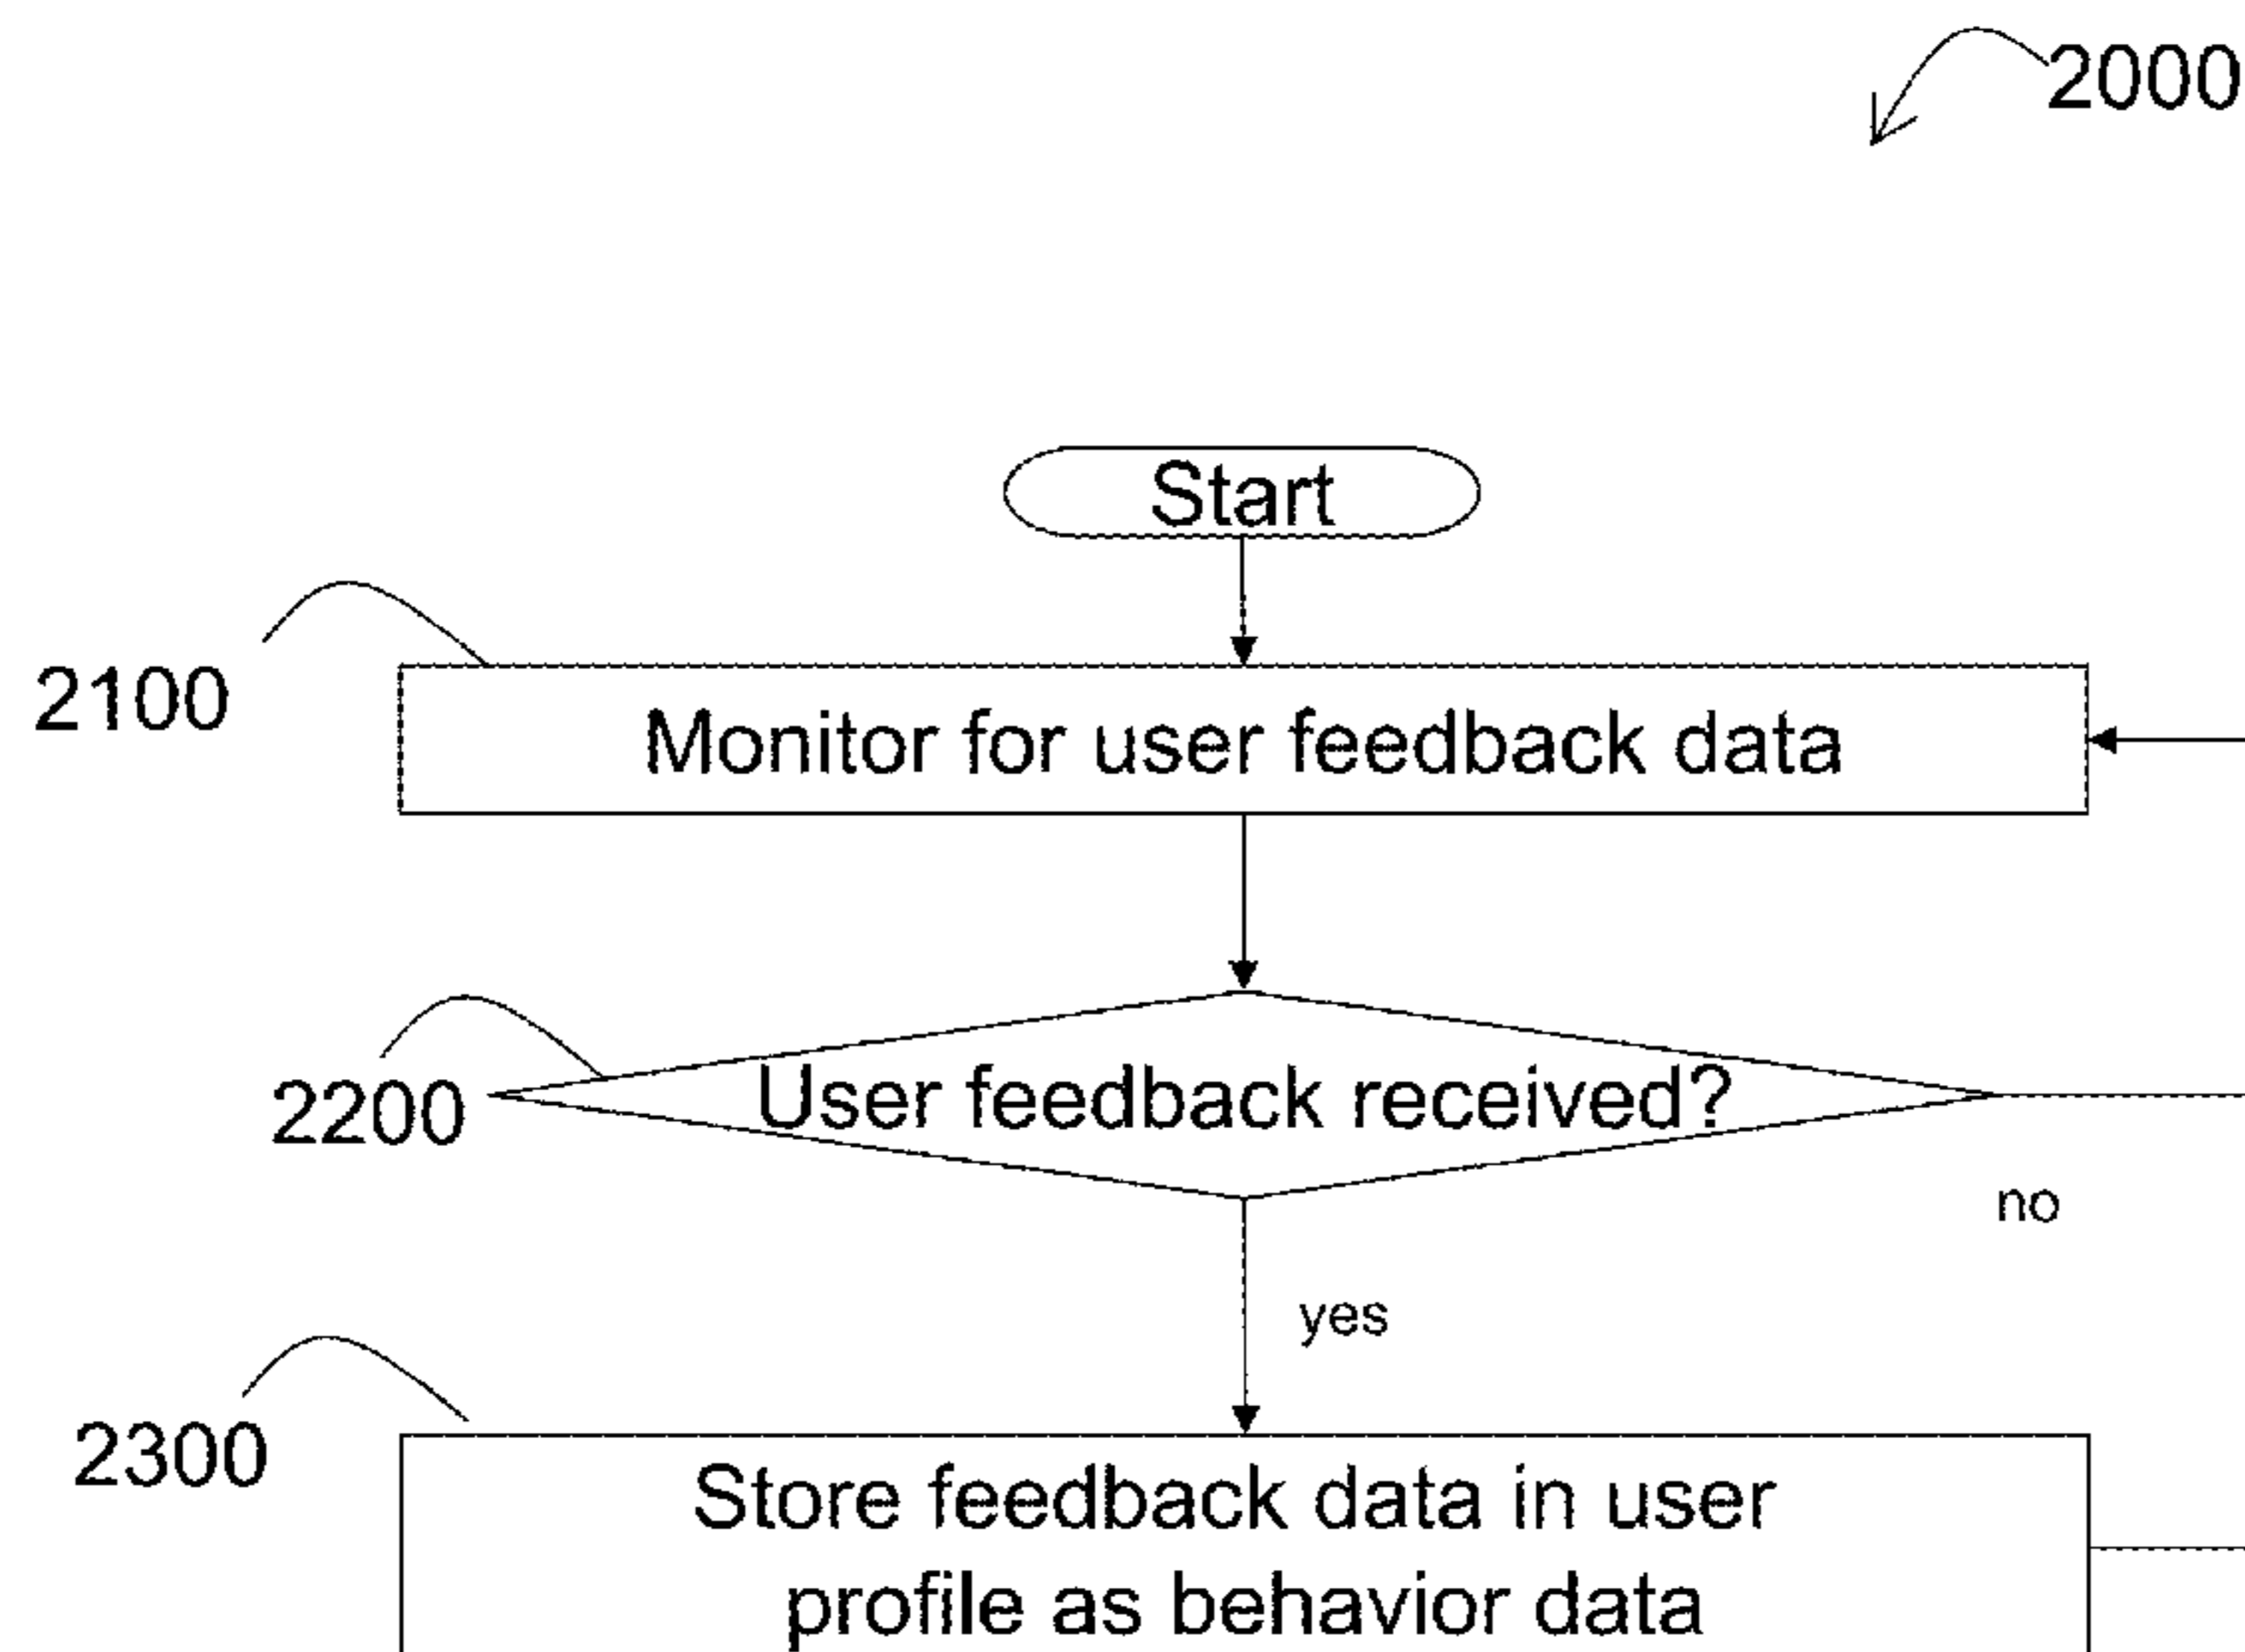 2000
Start
2100
Monitor for user feedback data
2200
User feedback received?
no
yes
2300
Store feedback data in user
profile as behavior data